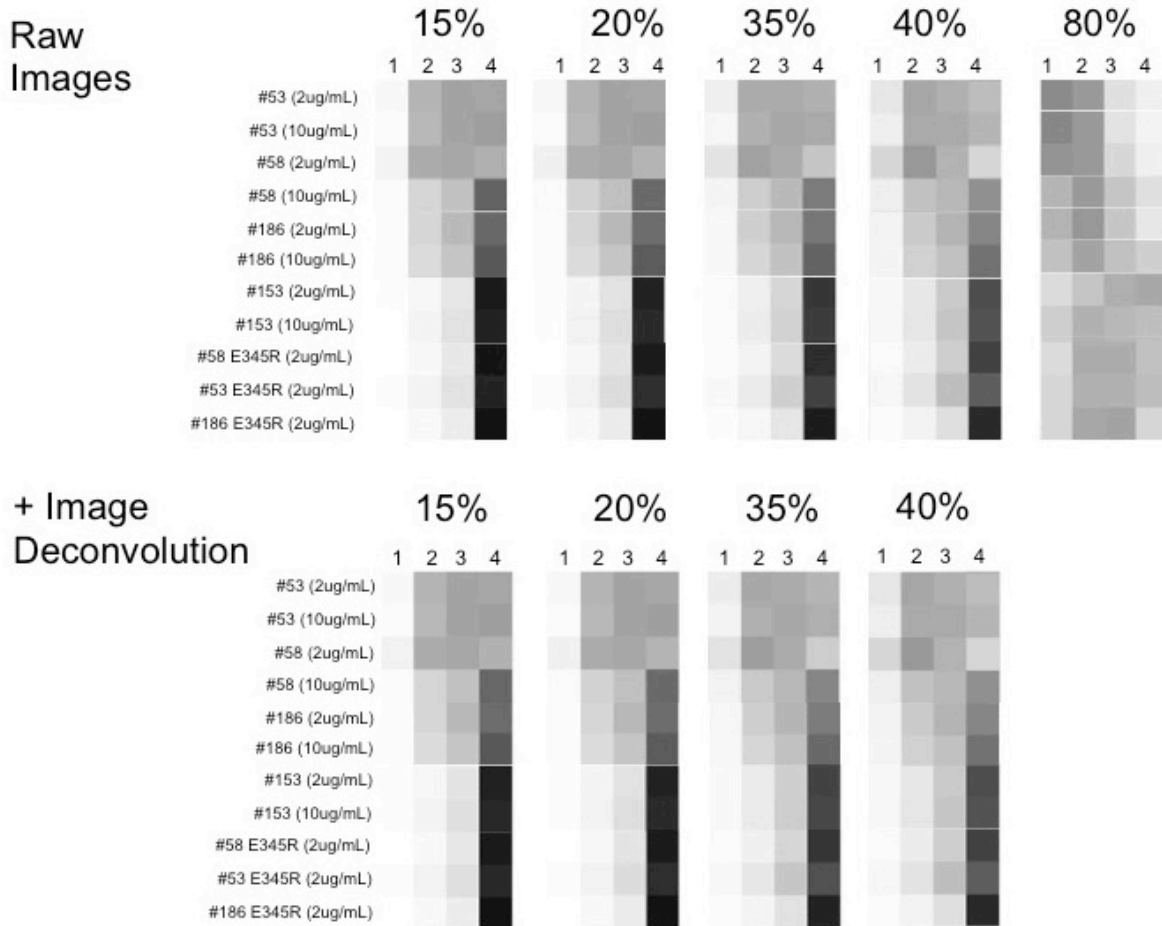 Raw
Images
15% 20% 35% 40% 80%
1 2 3 4 1 2 3 4 1 2 3 4 1 2 3 4 1 2 3 4
#53 (2ug/mL)
#53 (10ug/mL)
#58 (2ug/mL)
#58 (10ug/mL)
#186 (2ug/mL)
#186 (10ug/mL)
#153 (2ug/mL)
#153 (10ug/mL)
#58 E345R (2ug/mL)
#53 E345R (2ug/mL)
#186 E345R (2ug/mL)
+ Image
Deconvolution
15% 20% 35% 40%
1 2 3 4 1 2 3 4 1 2 3 4 1 2 3 4
#53 (2ug/mL)
#53 (10ug/mL)
#58 (2ug/mL)
#58 (10ug/mL)
#186 (2ug/mL)
#186 (10ug/mL)
#153 (2ug/mL)
#153 (10ug/mL)
#58 E345R (2ug/mL)
#53 E345R (2ug/mL)
#186 E345R (2ug/mL)